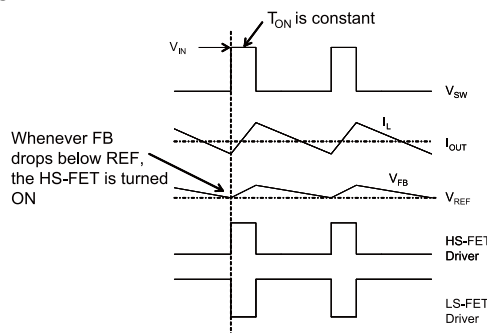 T_ON is constant
V_IN
V_SW
I_L
I_OUT
Whenever FB
drops below REF,
the HS-FET is turned
ON
V_FB
V_REF
HS-FET
Driver
LS-FET
Driver